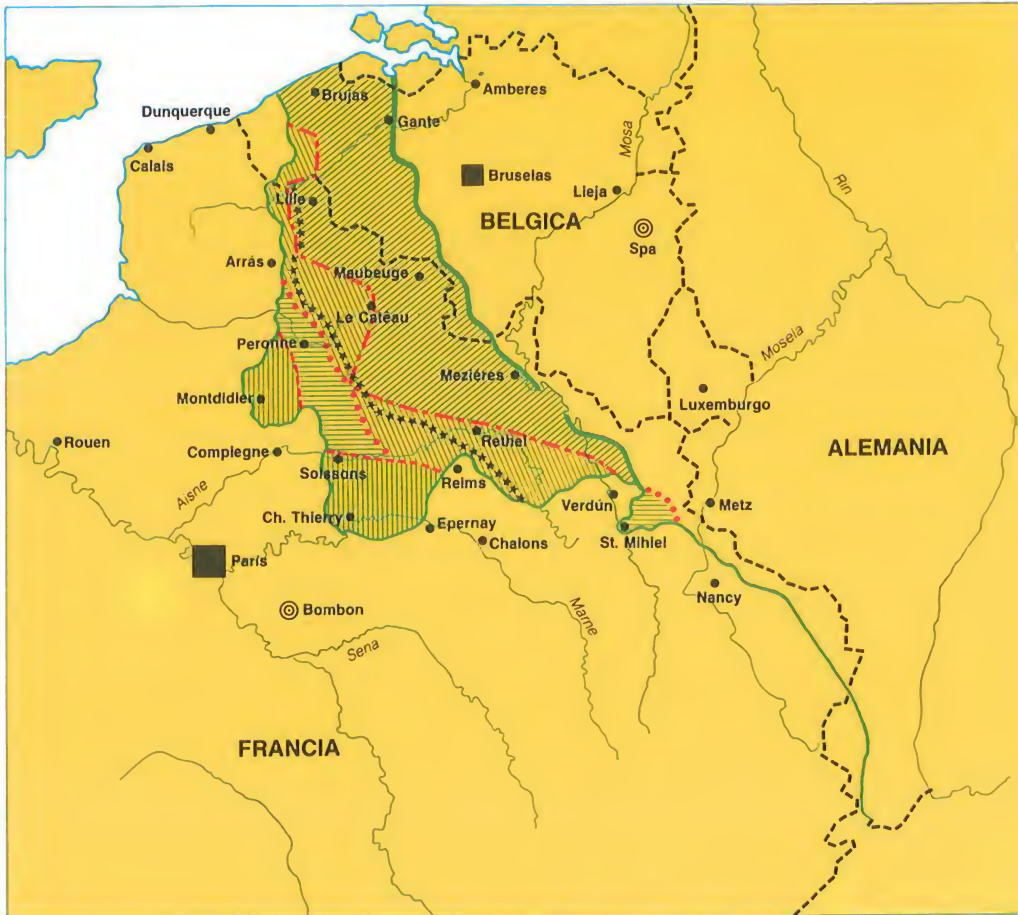 Brujas
Amberes
Dunquerque
Gante
Calais
Mosa
Rin
Bruselas
Lieja
Lille
BELGICA
Spa
Arrás
Maubeuge
Le Catéau
Peronne
Mosela
Meziéres
Montdidier
Luxemburgo
Rouen
Rethel
ALEMANIA
Compiegne
Soissons
Reims
Aisne
Verdún
Metz
Ch. Thierry
Epernay
St. Mihiel
Chalons
París
Nancy
Bombon
Marne
Sena
FRANCIA